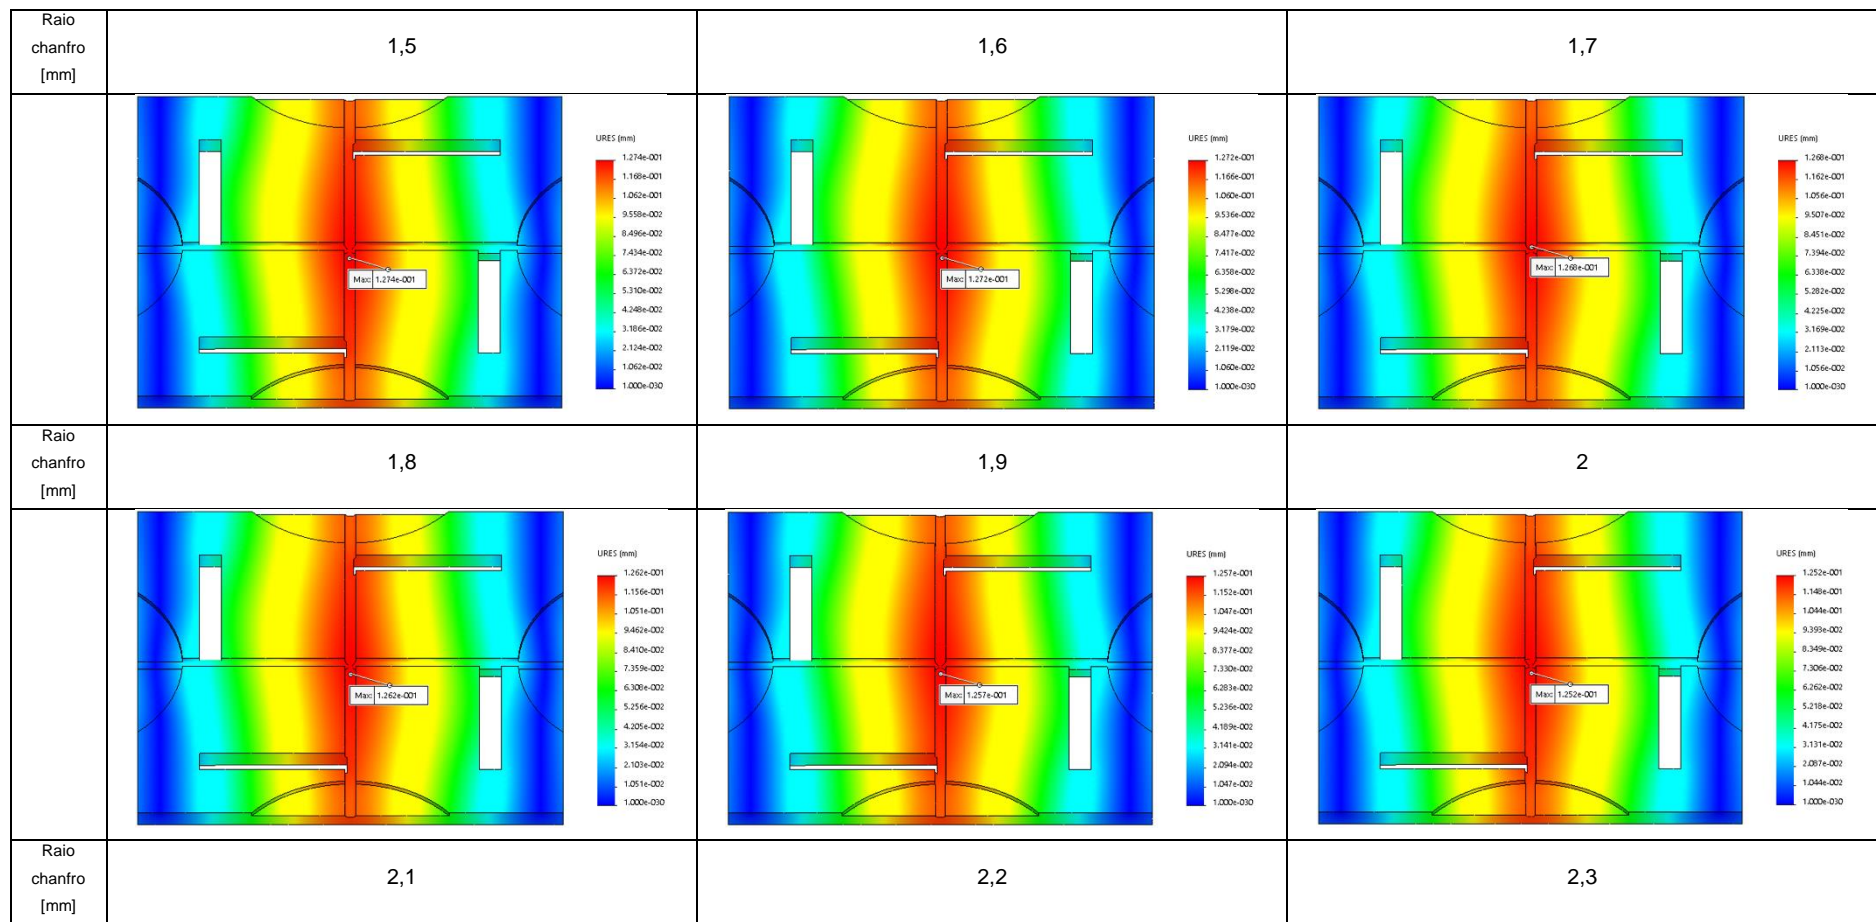 Raio
chanfro
[mm]
1,5
1,6
1,7
URES (mm)
1.274e-001
1.168e-001
1.062e-001
9.558e-002
8.496e-002
7.434e-002
6.372e-002
5.310e-002
4.248e-002
3.186e-002
2.124e-002
1.062e-002
1.000e-030
Max: 1.274e-001
URES (mm)
1.272e-001
1.166e-001
1.060e-001
9.536e-002
8.477e-002
7.417e-002
6.358e-002
5.298e-002
4.238e-002
3.179e-002
2.119e-002
1.060e-002
1.000e-030
Max: 1.272e-001
URES (mm)
1.268e-001
1.162e-001
1.056e-001
9.507e-002
8.451e-002
7.394e-002
6.338e-002
5.282e-002
4.225e-002
3.169e-002
2.113e-002
1.056e-002
1.000e-030
Max: 1.268e-001
Raio
chanfro
[mm]
1,8
1,9
2
URES (mm)
1.262e-001
1.156e-001
1.051e-001
9.462e-002
8.410e-002
7.359e-002
6.308e-002
5.256e-002
4.205e-002
3.154e-002
2.103e-002
1.051e-002
1.000e-030
Max: 1.262e-001
URES (mm)
1.257e-001
1.152e-001
1.047e-001
9.424e-002
8.377e-002
7.330e-002
6.283e-002
5.236e-002
4.189e-002
3.141e-002
2.094e-002
1.047e-002
1.000e-030
Max: 1.257e-001
URES (mm)
1.252e-001
1.148e-001
1.044e-001
9.393e-002
8.349e-002
7.306e-002
6.262e-002
5.218e-002
4.175e-002
3.131e-002
2.087e-002
1.044e-002
1.000e-030
Max: 1.252e-001
Raio
chanfro
[mm]
2,1
2,2
2,3